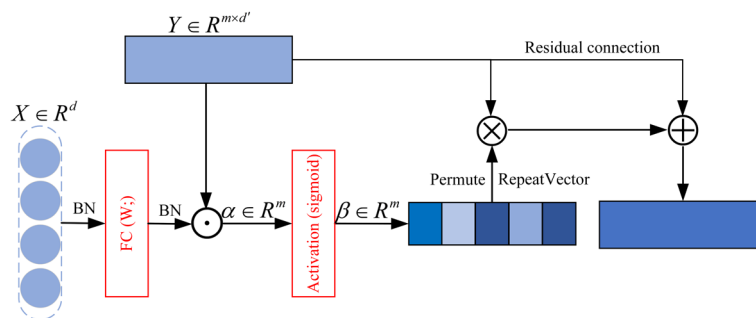 Y ∈ R^{m×d'}
Residual connection
X ∈ R^d
BN
FC (W;)
BN
α ∈ R^m
Activation (sigmoid)
β ∈ R^m
Permute
RepeatVector